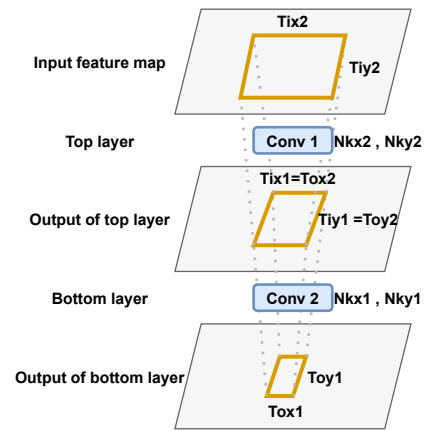 Tix2
Input feature map
Tiy2
Top layer
Conv 1
Nkx2 , Nky2
Tix1=Tox2
Output of top layer
Tiy1 =Toy2
Bottom layer
Conv 2
Nkx1 , Nky1
Output of bottom layer
Toy1
Tox1